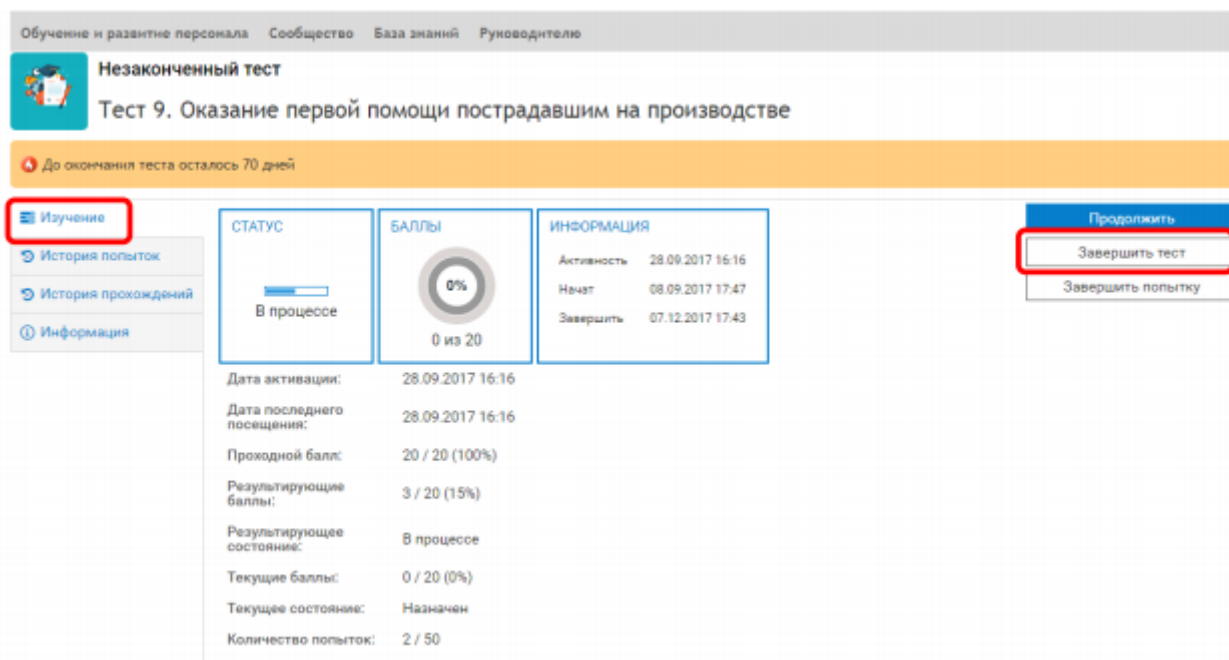 Обучение и развитие персонала Сообщество База знаний Руководителю
Незаконченный тест
Тест 9. Оказание первой помощи пострадавшим на производстве
До окончания теста осталось 70 дней
Изучение
История попыток
История прохождений
Информация
СТАТУС
В процессе
БАЛЛЫ
0%
0 из 20
ИНФОРМАЦИЯ
Активность 28.09.2017 16:16
Начат 08.09.2017 17:47
Завершить 07.12.2017 17:43
Продолжить
Завершить тест
Завершить попытку
Дата активации: 28.09.2017 16:16
Дата последнего
посещения: 28.09.2017 16:16
Проходной балл: 20 / 20 (100%)
Результирующие
баллы: 3 / 20 (15%)
Результирующее
состояние: В процессе
Текущие баллы: 0 / 20 (0%)
Текущее состояние: Назначен
Количество попыток: 2 / 50